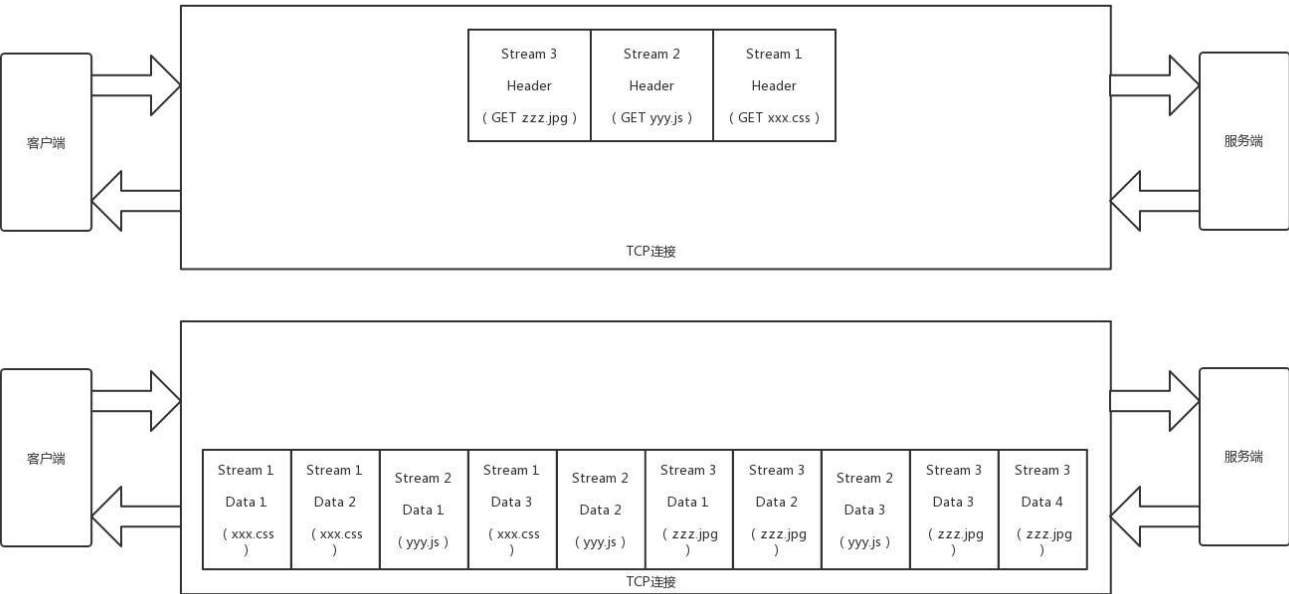 Stream 3
Header
( GET zzz.jpg )
Stream 2
Header
( GET yyy.js )
Stream 1
Header
( GET xxx.css )
客户端
服务端
TCP连接
客户端
服务端
Stream 1
Data 1
( xxx.css
)
Stream 1
Data 2
( xxx.css
)
Stream 2
Data 1
( yyy.js )
Stream 1
Data 3
( xxx.css
)
Stream 2
Data 2
( yyy.js )
Stream 3
Data 1
( zzz.jpg
)
Stream 3
Data 2
( zzz.jpg
)
Stream 2
Data 3
( yyy.js )
Stream 3
Data 3
( zzz.jpg
)
Stream 3
Data 4
( zzz.jpg
)
TCP连接